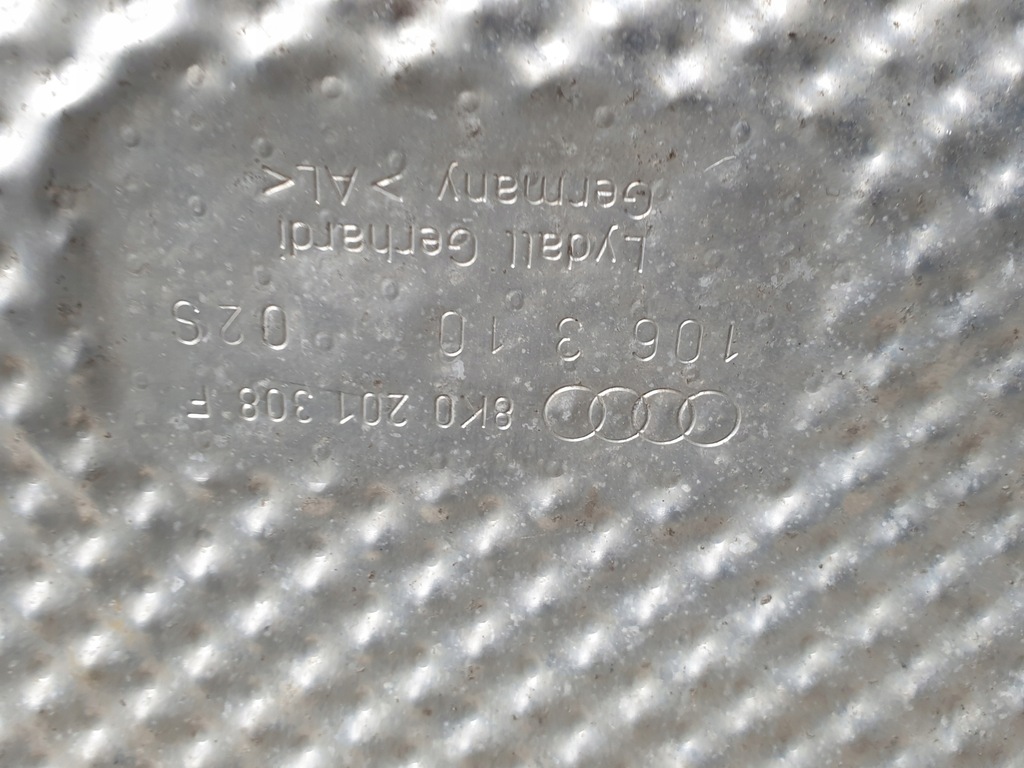 8K0 201 308 F
106 3 10 02S
Lydall Gerhardi
Germany >AL<